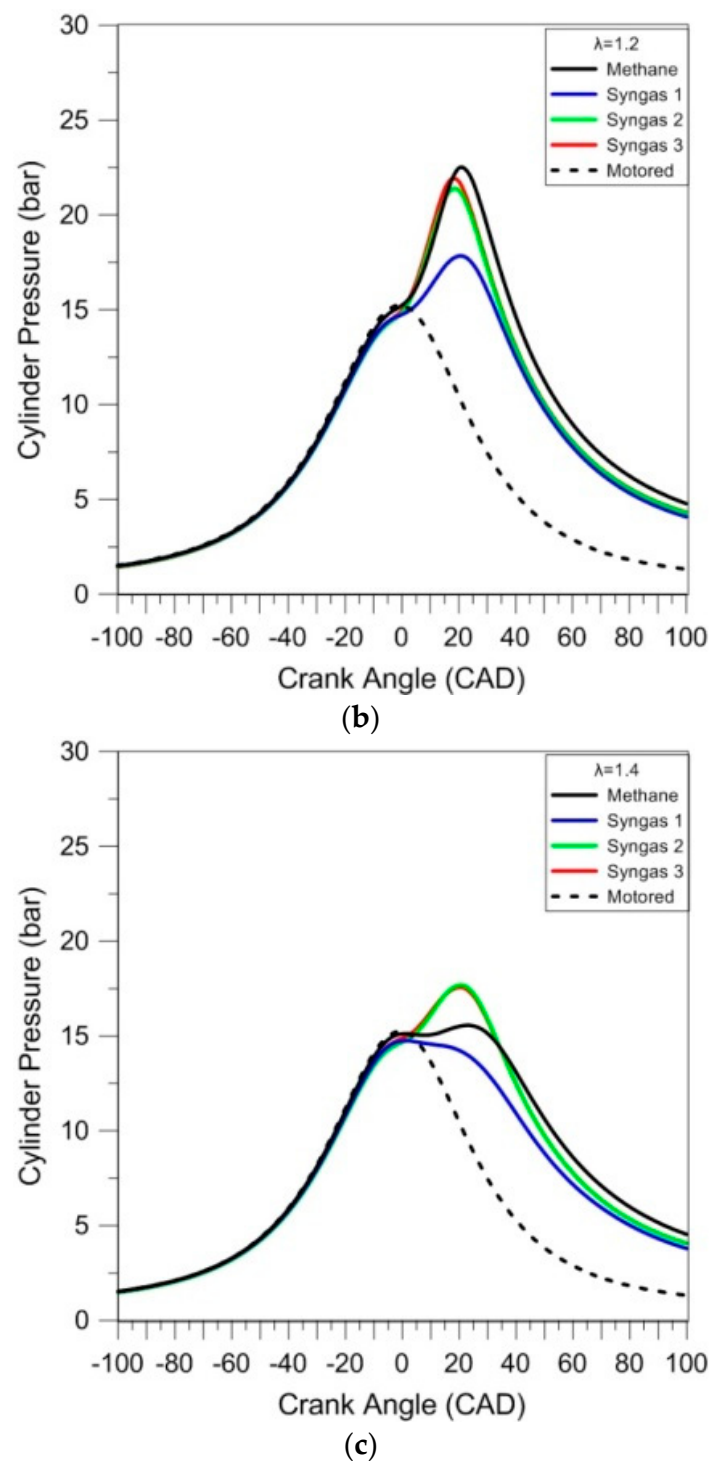 30
λ=1.2
Methane
25
Syngas 1
Syngas 2
Syngas 3
Motored
20
15
10
5
0
Cylinder Pressure (bar)
-100 -80 -60 -40 -20 0 20 40 60 80 100
Crank Angle (CAD)
(b)
30
λ=1.4
Methane
25
Syngas 1
Syngas 2
Syngas 3
Motored
20
15
10
5
0
Cylinder Pressure (bar)
-100 -80 -60 -40 -20 0 20 40 60 80 100
Crank Angle (CAD)
(c)